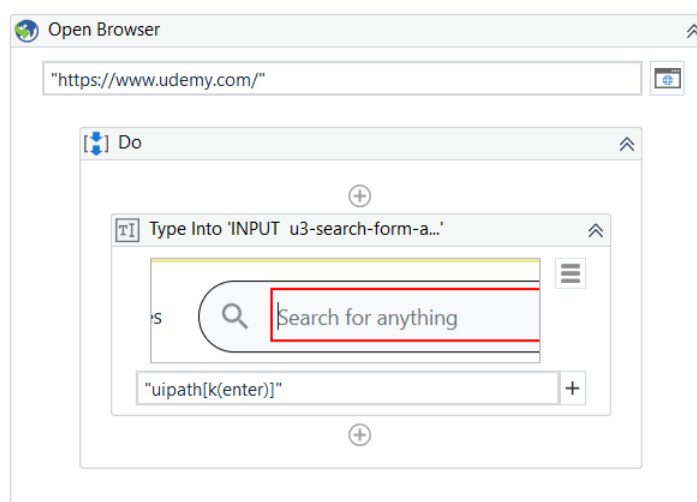 Open Browser
"https://www.udemy.com/"
Do
Type Into 'INPUT u3-search-form-a...'
Search for anything
"uipath[k(enter)]"